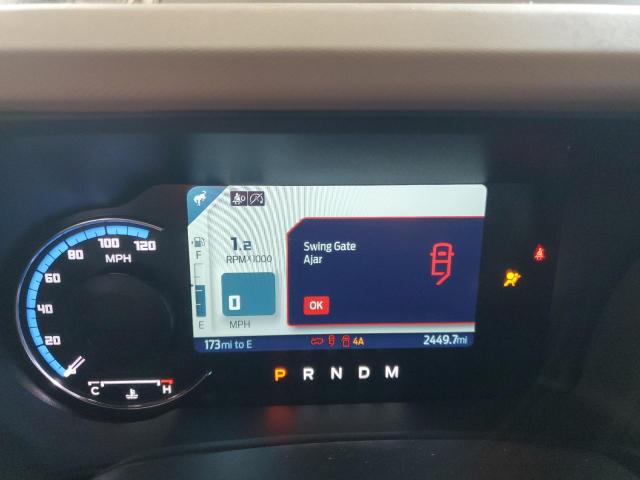 20
40
60
80
100
120
MPH
C
H
F
E
1.2
RPM×1000
0
MPH
Swing Gate
Ajar
OK
173mi to E
4A
2449.7mi
P R N D M